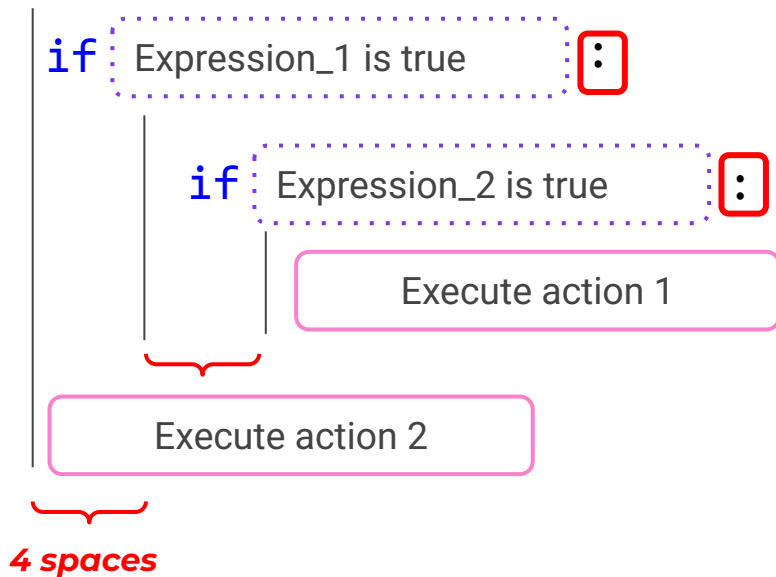 if Expression_1 is true :
if Expression_2 is true :
Execute action 1
Execute action 2
4 spaces